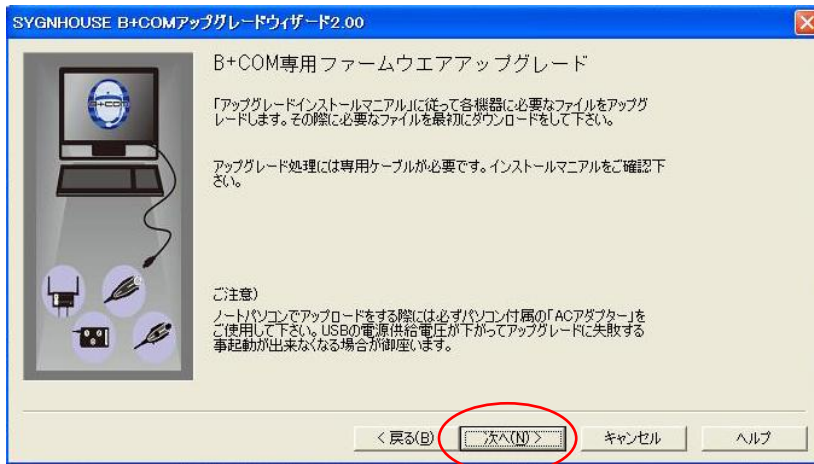 SYGNHOUSE B+COMアップグレードウィザード2.00
B+COM
B+COM専用ファームウエアアップグレード
「アップグレードインストールマニアル」に従って各機器に必要なファイルをアップグ
レードします。その際に必要なファイルを最初にダウンロードをして下さい。
アップグレード処理には専用ケーブルが必要です。インストールマニアルをご確認下
さい。
ご注意)
ノートパソコンでアップロードをする際には必ずパソコン付属の「ACアダプター」を
ご使用して下さい。USBの電源供給電圧が下がってアップグレードに失敗する
事起動が出来なくなる場合が御座います。
< 戻る(B)
次へ(N) >
キャンセル
ヘルプ